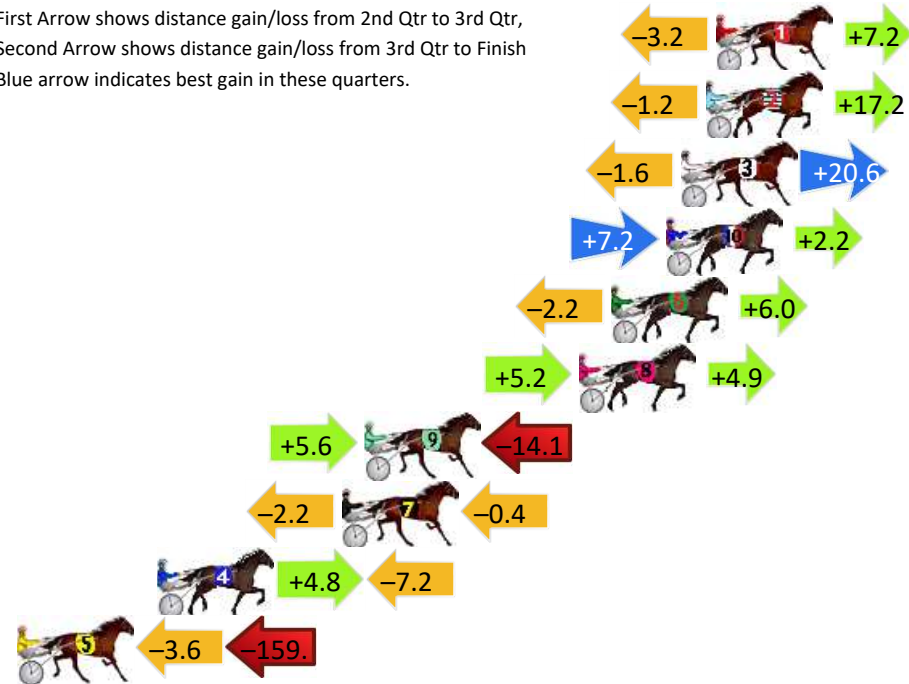 First Arrow shows distance gain/loss from 2nd Qtr to 3rd Qtr,
Second Arrow shows distance gain/loss from 3rd Qtr to Finish
Blue arrow indicates best gain in these quarters.
–3.2 1 +7.2
–1.2 2 +17.2
–1.6 3 +20.6
+7.2 10 +2.2
–2.2 6 +6.0
+5.2 8 +4.9
+5.6 9 –14.1
–2.2 7 –0.4
4 +4.8 –7.2
5 –3.6 –159.